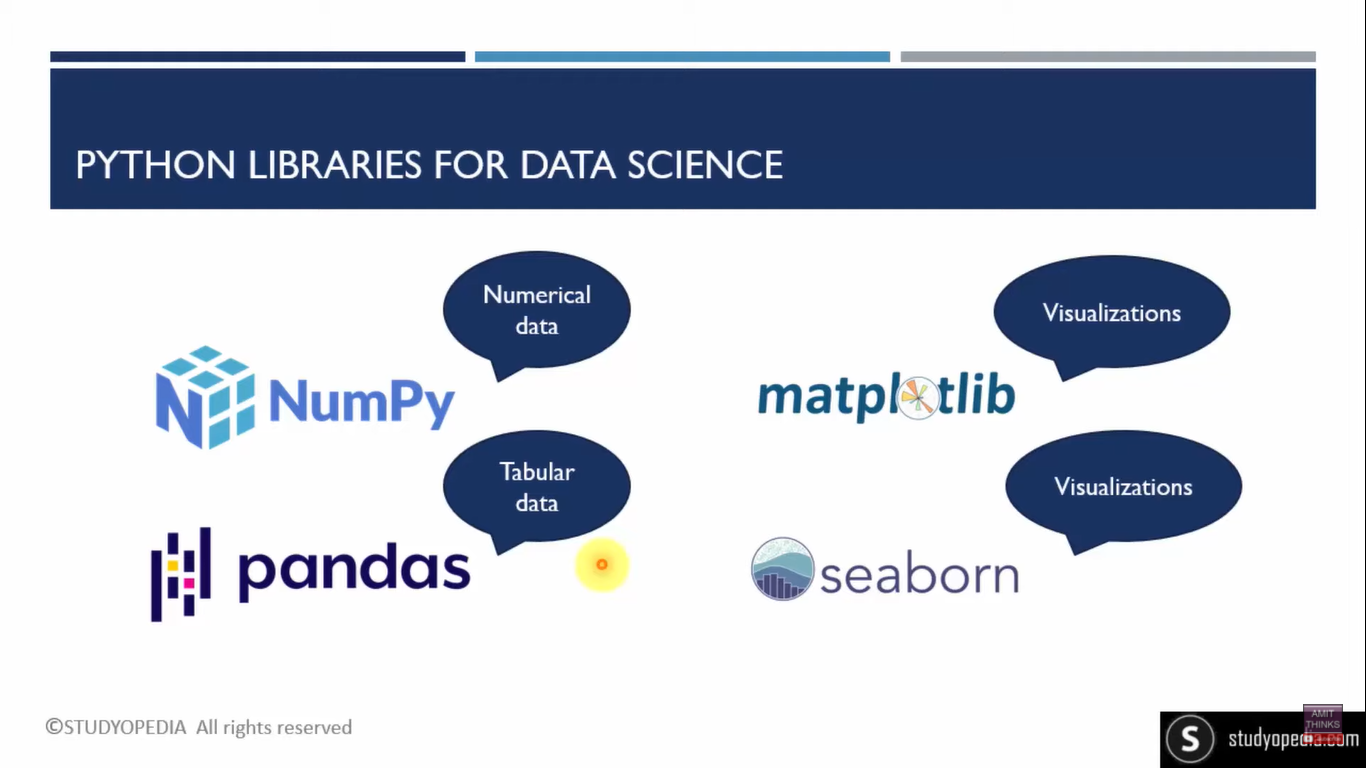 PYTHON LIBRARIES FOR DATA SCIENCE
Numerical
data
NumPy
Tabular
data
pandas
Visualizations
matplotlib
Visualizations
seaborn
©STUDYOPEDIA All rights reserved
AMIT
THINKS
S studyopedia.com